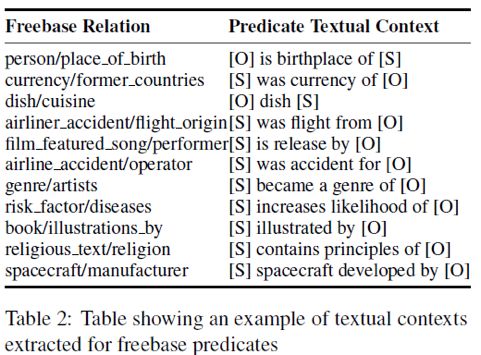 Freebase Relation Predicate Textual Context
person/place_of_birth [O] is birthplace of [S]
currency/former_countries [S] was currency of [O]
dish/cuisine [O] dish [S]
airliner_accident/flight_origin [S] was flight from [O]
film_featured_song/performer [S] is release by [O]
airline_accident/operator [S] was accident for [O]
genre/artists [S] became a genre of [O]
risk_factor/diseases [S] increases likelihood of [O]
book/illustrations_by [S] illustrated by [O]
religious_text/religion [S] contains principles of [O]
spacecraft/manufacturer [S] spacecraft developed by [O]
Table 2: Table showing an example of textual contexts
extracted for freebase predicates